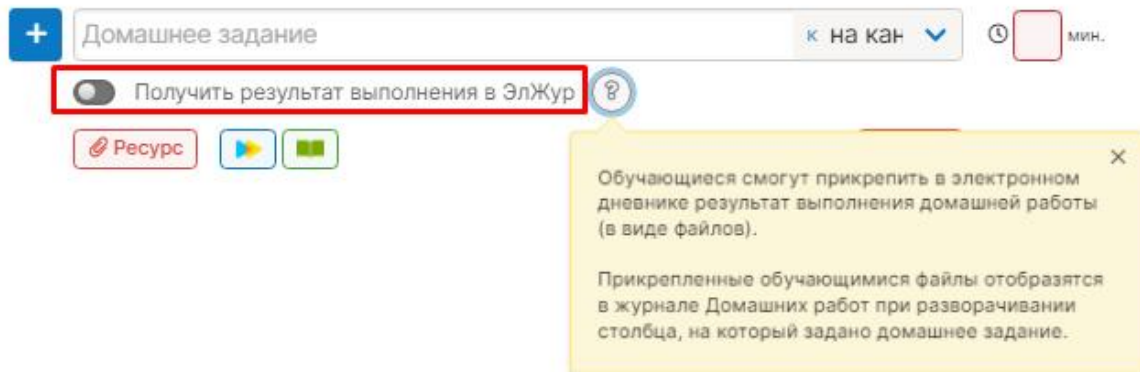 + Домашнее задание к на кан мин.
Получить результат выполнения в ЭлЖур ?
Ресурс
×
Обучающиеся смогут прикрепить в электронном
дневнике результат выполнения домашней работы
(в виде файлов).
Прикрепленные обучающимися файлы отобразятся
в журнале Домашних работ при разворачивании
столбца, на который задано домашнее задание.